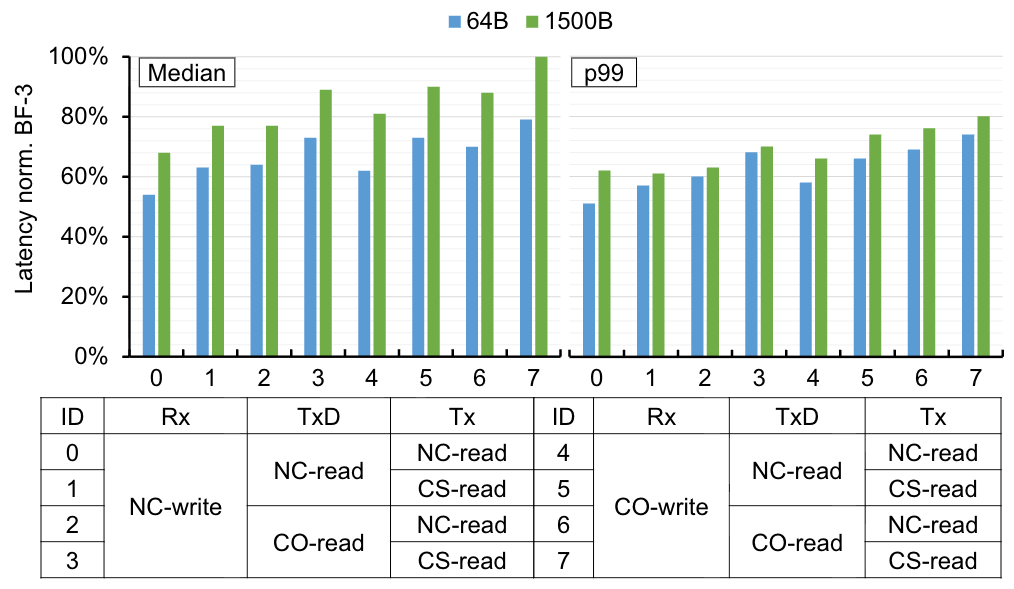 64B 1500B
Latency norm. BF-3
100%
80%
60%
40%
20%
0%
Median
p99
0 1 2 3 4 5 6 7
0 1 2 3 4 5 6 7
ID Rx TxD Tx ID Rx TxD Tx
0 NC-write NC-read NC-read 4 CO-write NC-read NC-read
1 CS-read 5 CS-read
2 CO-read NC-read 6 CO-read NC-read
3 CS-read 7 CS-read